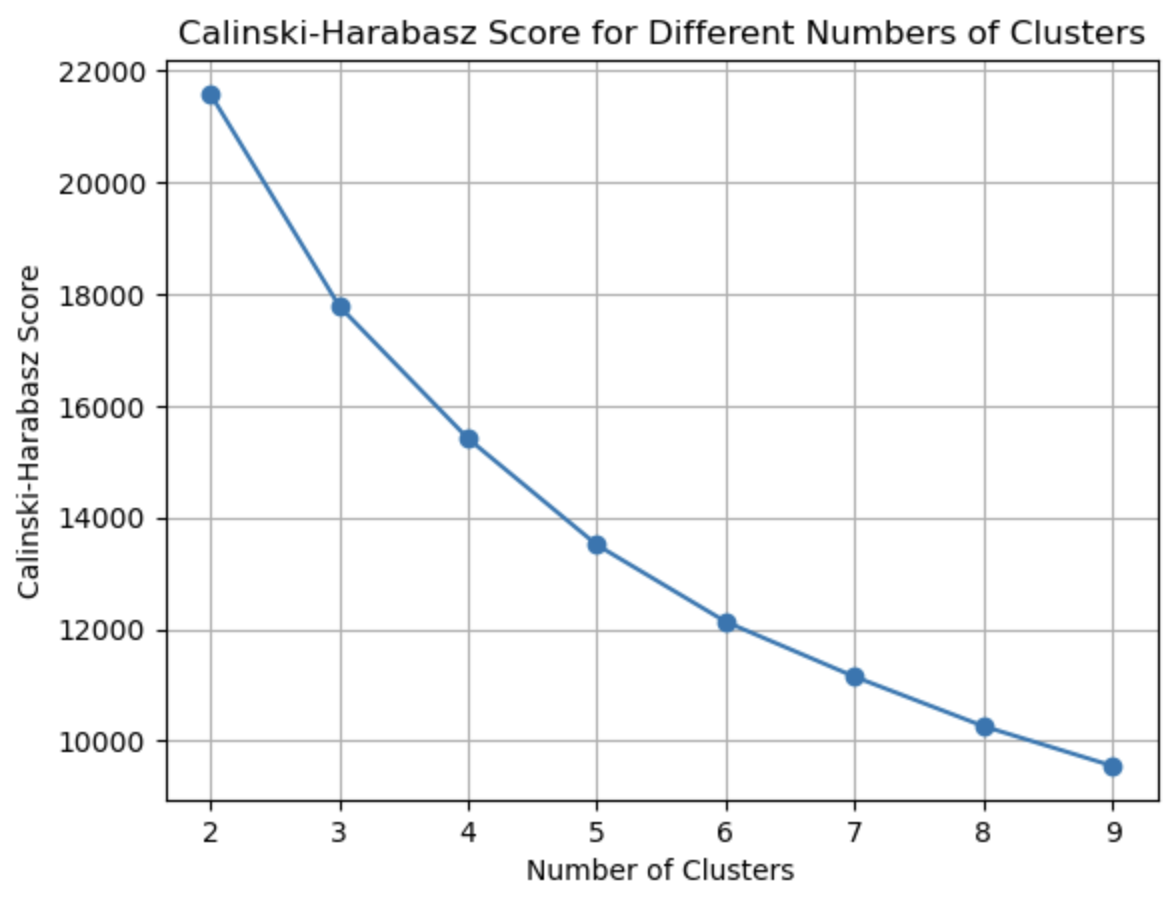 Calinski-Harabasz Score for Different Numbers of Clusters
22000
20000
18000
16000
14000
12000
10000
Calinski-Harabasz Score
2 3 4 5 6 7 8 9
Number of Clusters